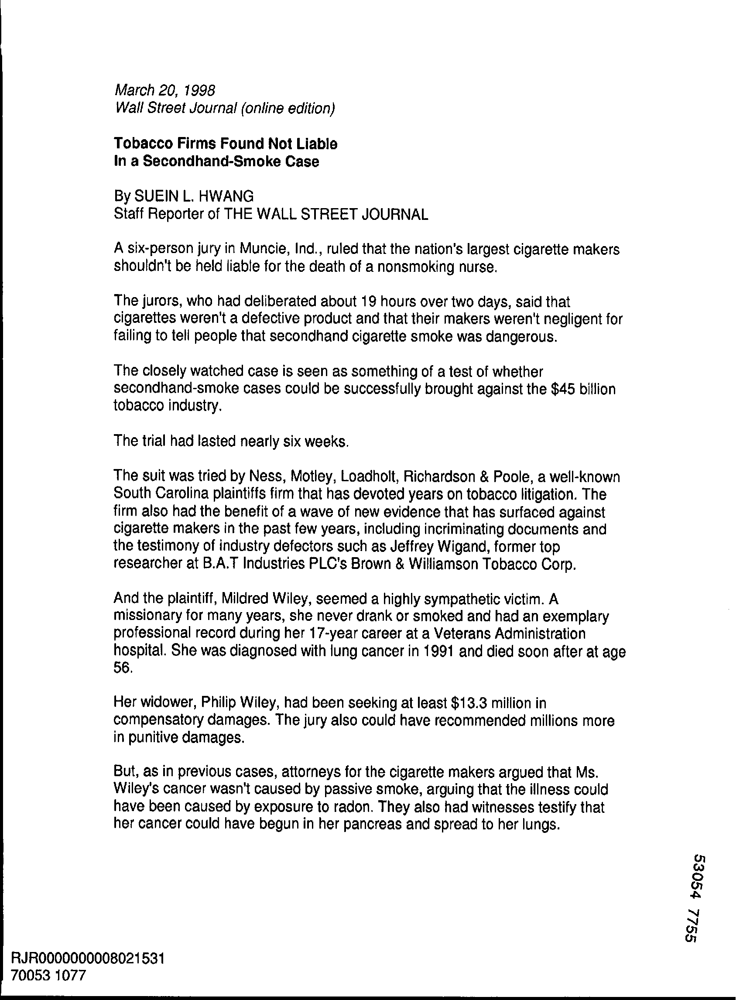 March 20, 1998
Wall Street Journal (online edition)
Tobacco Firms Found Not Liable
In a Secondhand-Smoke Case
By SUEIN L. HWANG
Staff Reporter of THE WALL STREET JOURNAL
A six-person jury in Muncie, Ind., ruled that the nation's largest cigarette makers
shouldn't be held liable for the death of a nonsmoking nurse.
The jurors, who had deliberated about 19 hours over two days, said that
cigarettes weren't a defective product and that their makers weren't negligent for
failing to tell people that secondhand cigarette smoke was dangerous.
The closely watched case is seen as something of a test of whether
secondhand-smoke cases could be successfully brought against the $45 billion
tobacco industry.
The trial had lasted nearly six weeks.
The suit was tried by Ness, Motley, Loadholt, Richardson & Poole, a well-known
South Carolina plaintiffs firm that has devoted years on tobacco litigation. The
firm also had the benefit of a wave of new evidence that has surfaced against
cigarette makers in the past few years, including incriminating documents and
the testimony of industry defectors such as Jeffrey Wigand, former top
researcher at B.A.T Industries PLC's Brown & Williamson Tobacco Corp.
And the plaintiff, Mildred Wiley, seemed a highly sympathetic victim. A
missionary for many years, she never drank or smoked and had an exemplary
professional record during her 17-year career at a Veterans Administration
hospital. She was diagnosed with lung cancer in 1991 and died soon after at age
56.
Her widower, Philip Wiley, had been seeking at least $13.3 million in
compensatory damages. The jury also could have recommended millions more
in punitive damages.
But, as in previous cases, attorneys for the cigarette makers argued that Ms.
Wiley's cancer wasn't caused by passive smoke, arguing that the illness could
have been caused by exposure to radon. They also had witnesses testify that
her cancer could have begun in her pancreas and spread to her lungs.
53054 7755
RJR0000000008021531
70053 1077